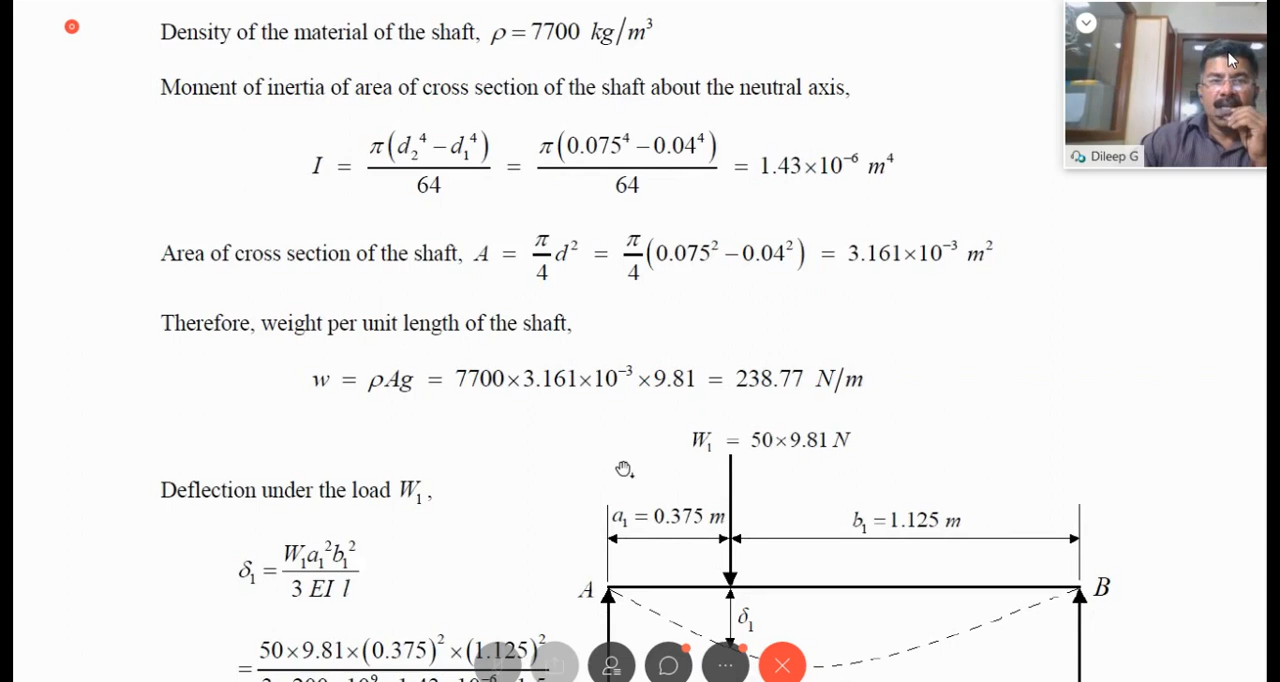 Density of the material of the shaft, ρ = 7700 kg/m³
Dileep G
Moment of inertia of area of cross section of the shaft about the neutral axis,
I = π(d₂⁴ − d₁⁴)/64 = π(0.075⁴ − 0.04⁴)/64 = 1.43×10⁻⁶ m⁴
Area of cross section of the shaft, A = π/4 d² = π/4 (0.075² − 0.04²) = 3.161×10⁻³ m²
Therefore, weight per unit length of the shaft,
w = ρAg = 7700×3.161×10⁻³×9.81 = 238.77 N/m
W₁ = 50×9.81 N
Deflection under the load W₁,
a₁ = 0.375 m
b₁ = 1.125 m
δ₁ = W₁a₁²b₁²/3 EI l
A
B
δ₁
= 50×9.81×(0.375)²×(1.125)²